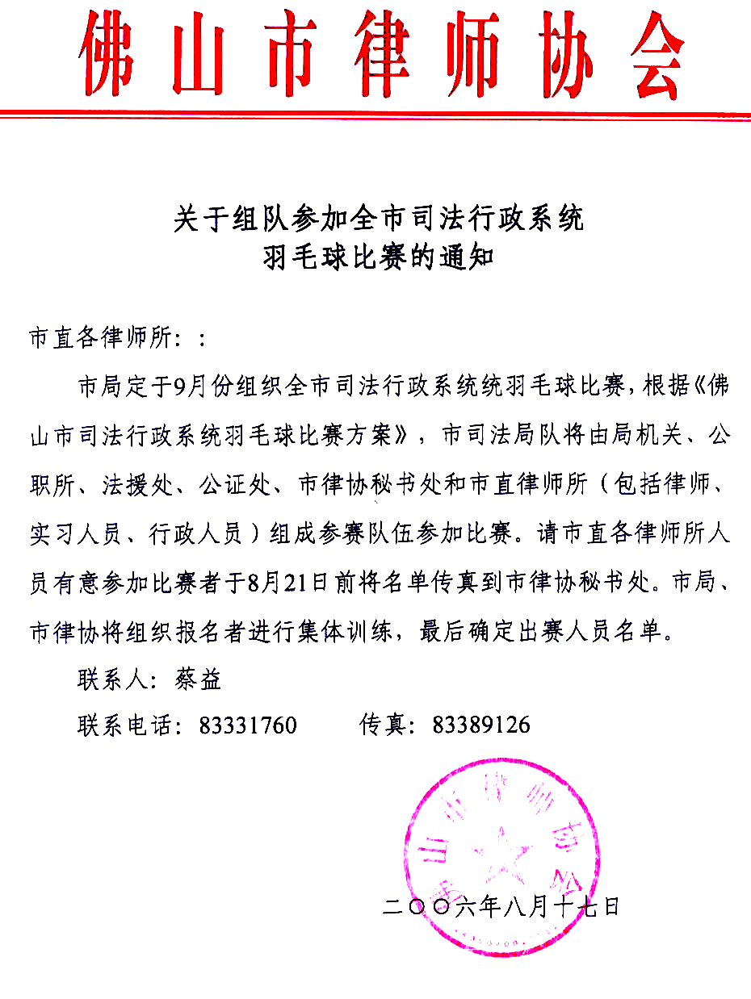 佛山市律师协会
关于组队参加全市司法行政系统
羽毛球比赛的通知
市直各律师所：：
市局定于9月份组织全市司法行政系统统羽毛球比赛，根据《佛
山市司法行政系统羽毛球比赛方案》，市司法局队将由局机关、公
职所、法援处、公证处、市律协秘书处和市直律师所（包括律师、
实习人员、行政人员）组成参赛队伍参加比赛。请市直各律师所人
员有意参加比赛者于8月21日前将名单传真到市律协秘书处。市局、
市律协将组织报名者进行集体训练，最后确定出赛人员名单。
联系人：蔡益
联系电话：83331760 传真：83389126
佛山市律师协会
二〇〇六年八月十七日